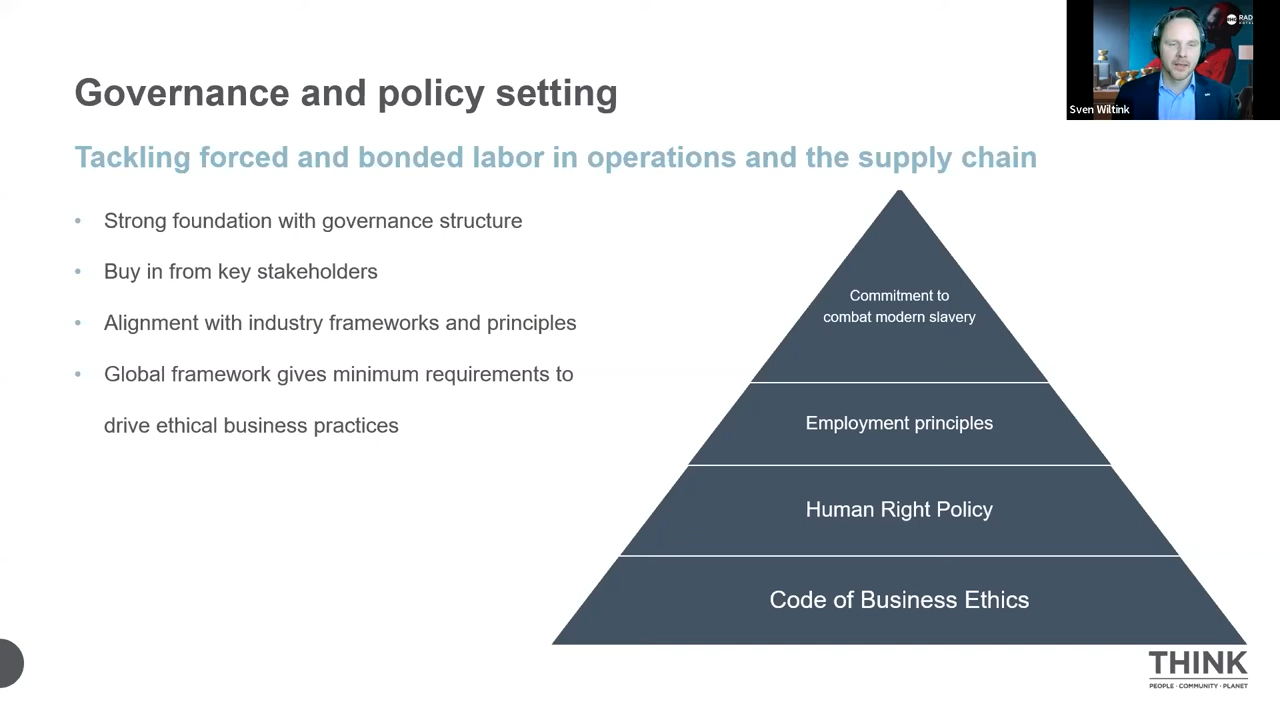 RAD
Sven Wiltink
Governance and policy setting
Tackling forced and bonded labor in operations and the supply chain
• Strong foundation with governance structure
• Buy in from key stakeholders
• Alignment with industry frameworks and principles
• Global framework gives minimum requirements to
drive ethical business practices
Commitment to
combat modern slavery
Employment principles
Human Right Policy
Code of Business Ethics
THINK
PEOPLE · COMMUNITY · PLANET